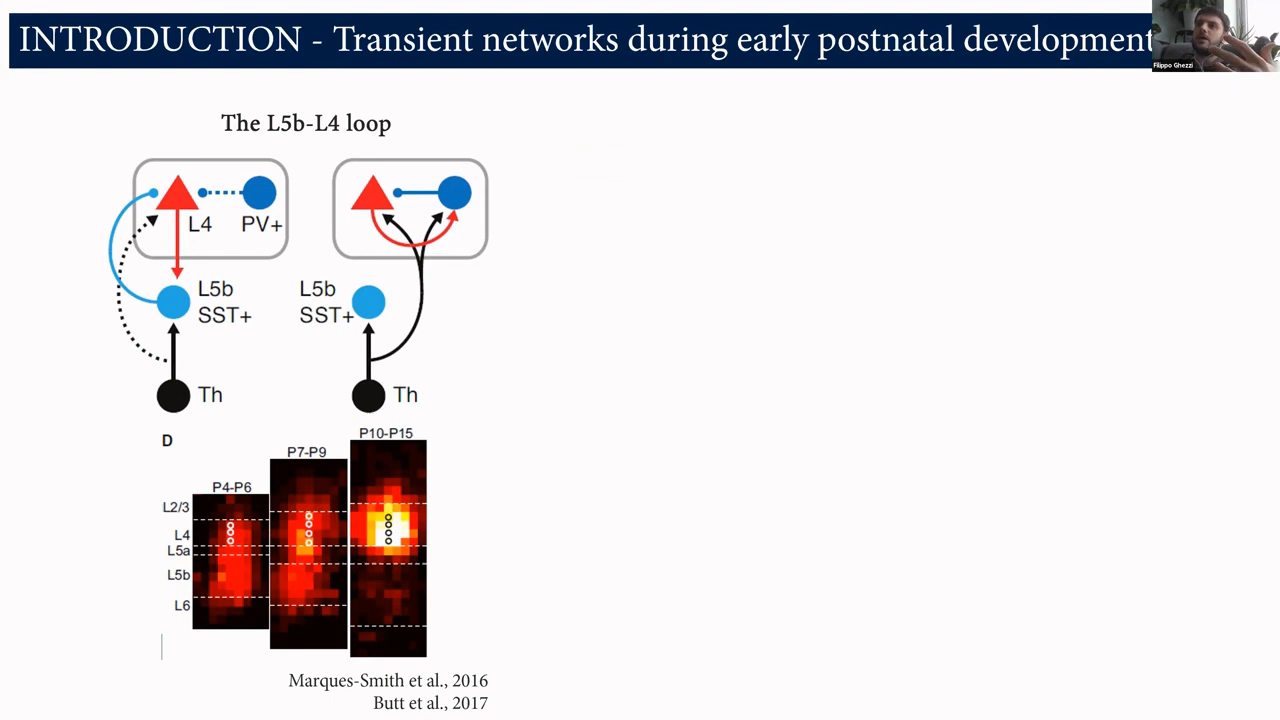 INTRODUCTION - Transient networks during early postnatal development
Filippo Ghezzi
The L5b-L4 loop
L4
PV+
L5b
SST+
L5b
SST+
Th
Th
D
P4-P6
P7-P9
P10-P15
L2/3
L4
L5a
L5b
L6
Marques-Smith et al., 2016
Butt et al., 2017